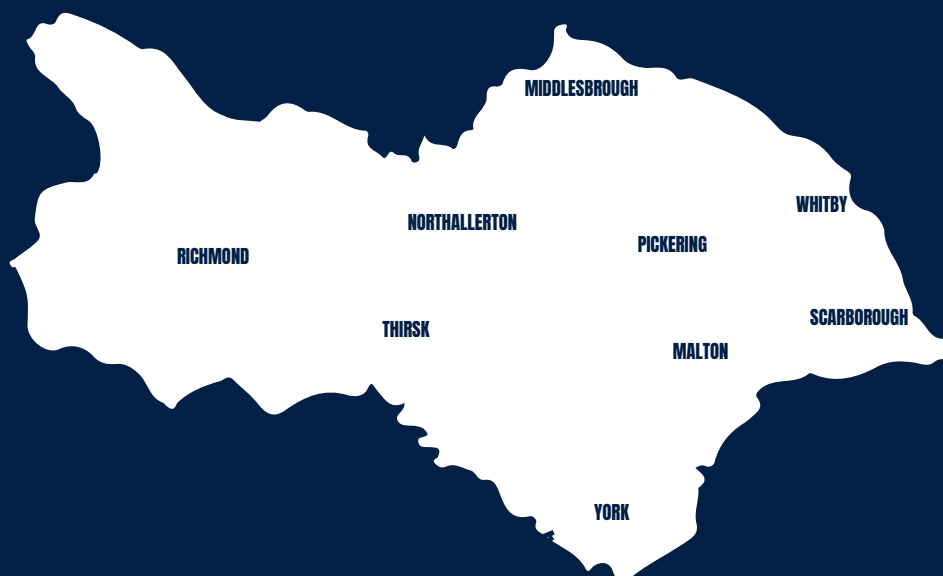 MIDDLESBROUGH
WHITBY
NORTHALLERTON
PICKERING
RICHMOND
SCARBOROUGH
THIRSK
MALTON
YORK